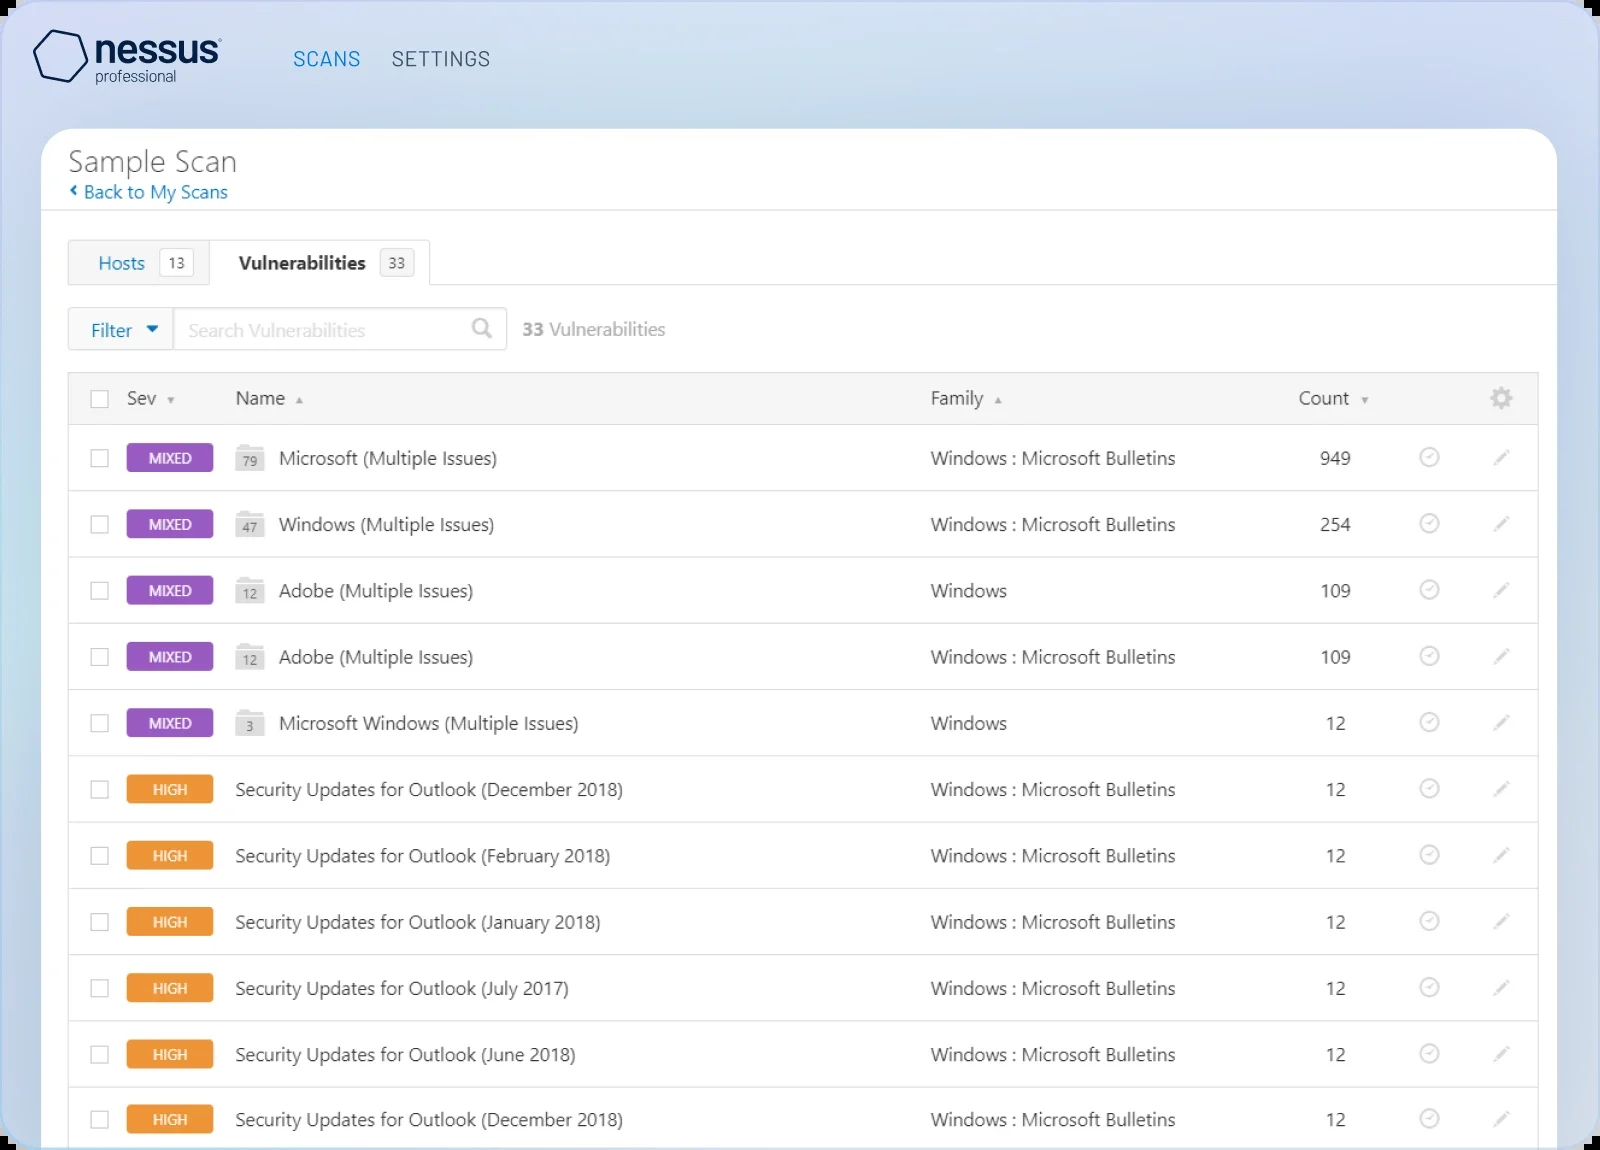 nessus
professional
SCANS SETTINGS
Sample Scan
Back to My Scans
Hosts 13 Vulnerabilities 33
Filter Search Vulnerabilities 33 Vulnerabilities
Sev Name Family Count
MIXED 79 Microsoft (Multiple Issues) Windows : Microsoft Bulletins 949
MIXED 47 Windows (Multiple Issues) Windows : Microsoft Bulletins 254
MIXED 12 Adobe (Multiple Issues) Windows 109
MIXED 12 Adobe (Multiple Issues) Windows : Microsoft Bulletins 109
MIXED 3 Microsoft Windows (Multiple Issues) Windows 12
HIGH Security Updates for Outlook (December 2018) Windows : Microsoft Bulletins 12
HIGH Security Updates for Outlook (February 2018) Windows : Microsoft Bulletins 12
HIGH Security Updates for Outlook (January 2018) Windows : Microsoft Bulletins 12
HIGH Security Updates for Outlook (July 2017) Windows : Microsoft Bulletins 12
HIGH Security Updates for Outlook (June 2018) Windows : Microsoft Bulletins 12
HIGH Security Updates for Outlook (December 2018) Windows : Microsoft Bulletins 12